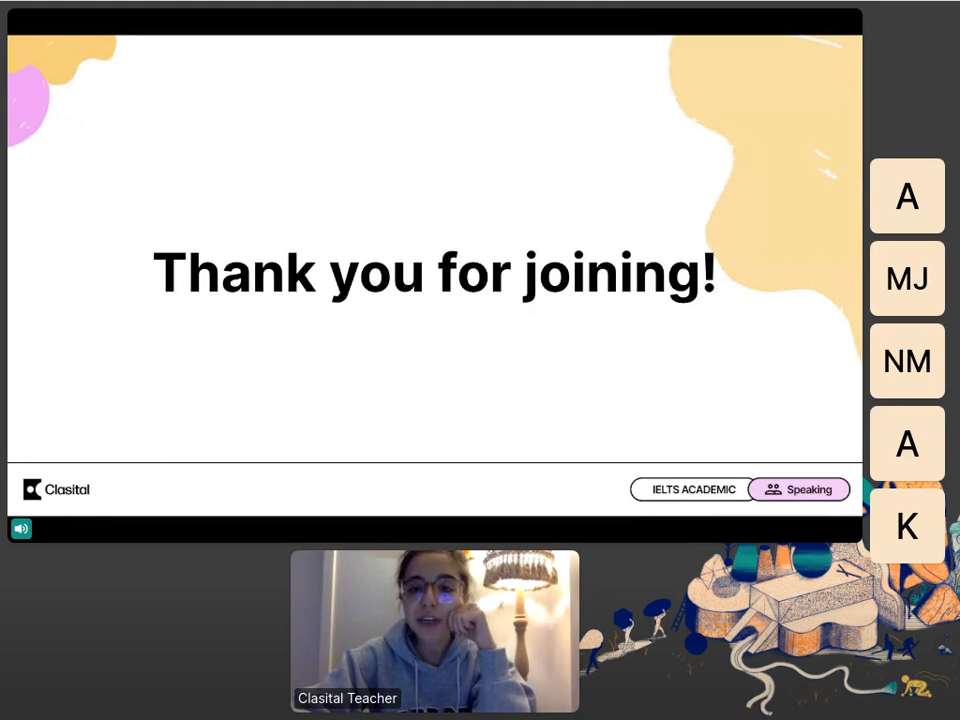 Thank you for joining!
Clasital
IELTS ACADEMIC
Speaking
A
MJ
NM
A
K
Clasital Teacher